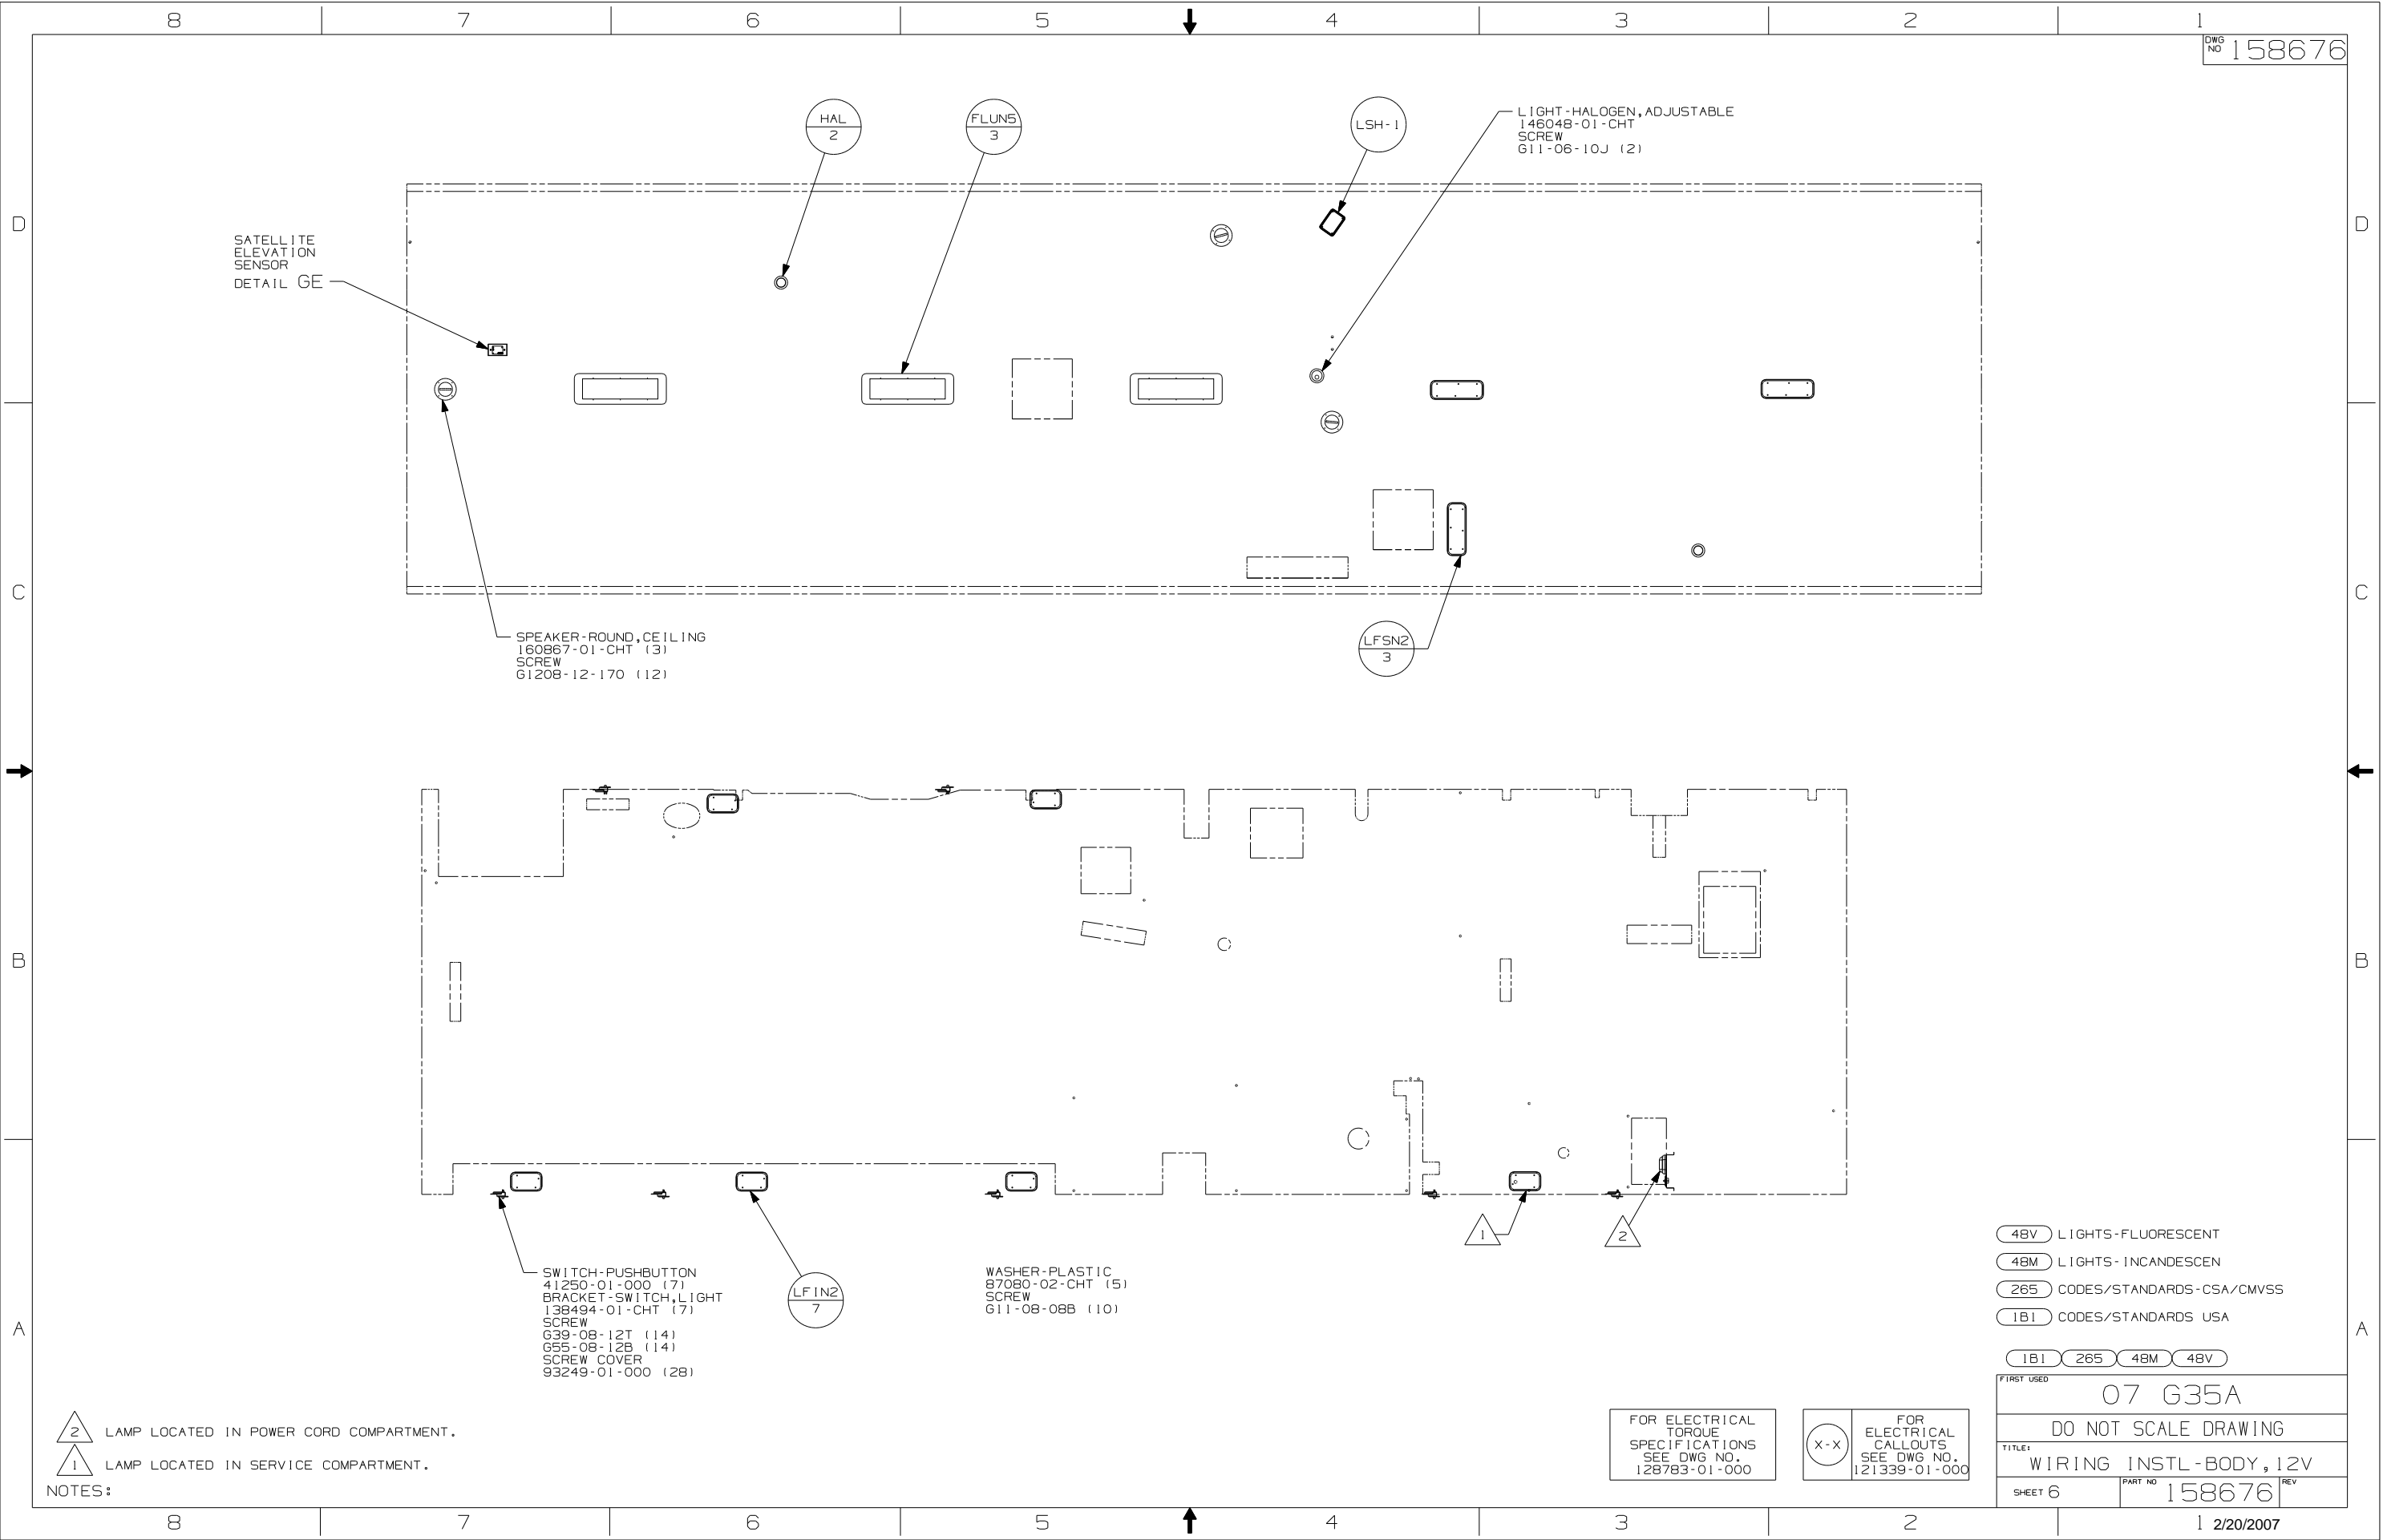 8 7 6 5 4 3 2 1
DWG NO 158676
HAL
2
FLUN5
3
LSH-1
LIGHT-HALOGEN,ADJUSTABLE
146048-01-CHT
SCREW
G11-06-10J (2)
D
D
SATELLITE
ELEVATION
SENSOR
DETAIL GE
C
C
SPEAKER-ROUND,CEILING
160867-01-CHT (3)
SCREW
G1208-12-170 (12)
LFSN2
3
B
B
1
2
SWITCH-PUSHBUTTON
41250-01-000 (7)
BRACKET-SWITCH,LIGHT
138494-01-CHT (7)
SCREW
G39-08-12T (14)
G55-08-12B (14)
SCREW COVER
93249-01-000 (28)
LFIN2
7
WASHER-PLASTIC
87080-02-CHT (5)
SCREW
G11-08-08B (10)
48V LIGHTS-FLUORESCENT
48M LIGHTS-INCANDESCEN
265 CODES/STANDARDS-CSA/CMVSS
1B1 CODES/STANDARDS USA
A
A
1B1 265 48M 48V
FIRST USED
07 G35A
DO NOT SCALE DRAWING
TITLE:
WIRING INSTL-BODY,12V
SHEET 6
PART NO 158676
REV
FOR ELECTRICAL
TORQUE
SPECIFICATIONS
SEE DWG NO.
128783-01-000
X-X
FOR
ELECTRICAL
CALLOUTS
SEE DWG NO.
121339-01-000
2 LAMP LOCATED IN POWER CORD COMPARTMENT.
1 LAMP LOCATED IN SERVICE COMPARTMENT.
NOTES:
8 7 6 5 4 3 2 1
2/20/2007